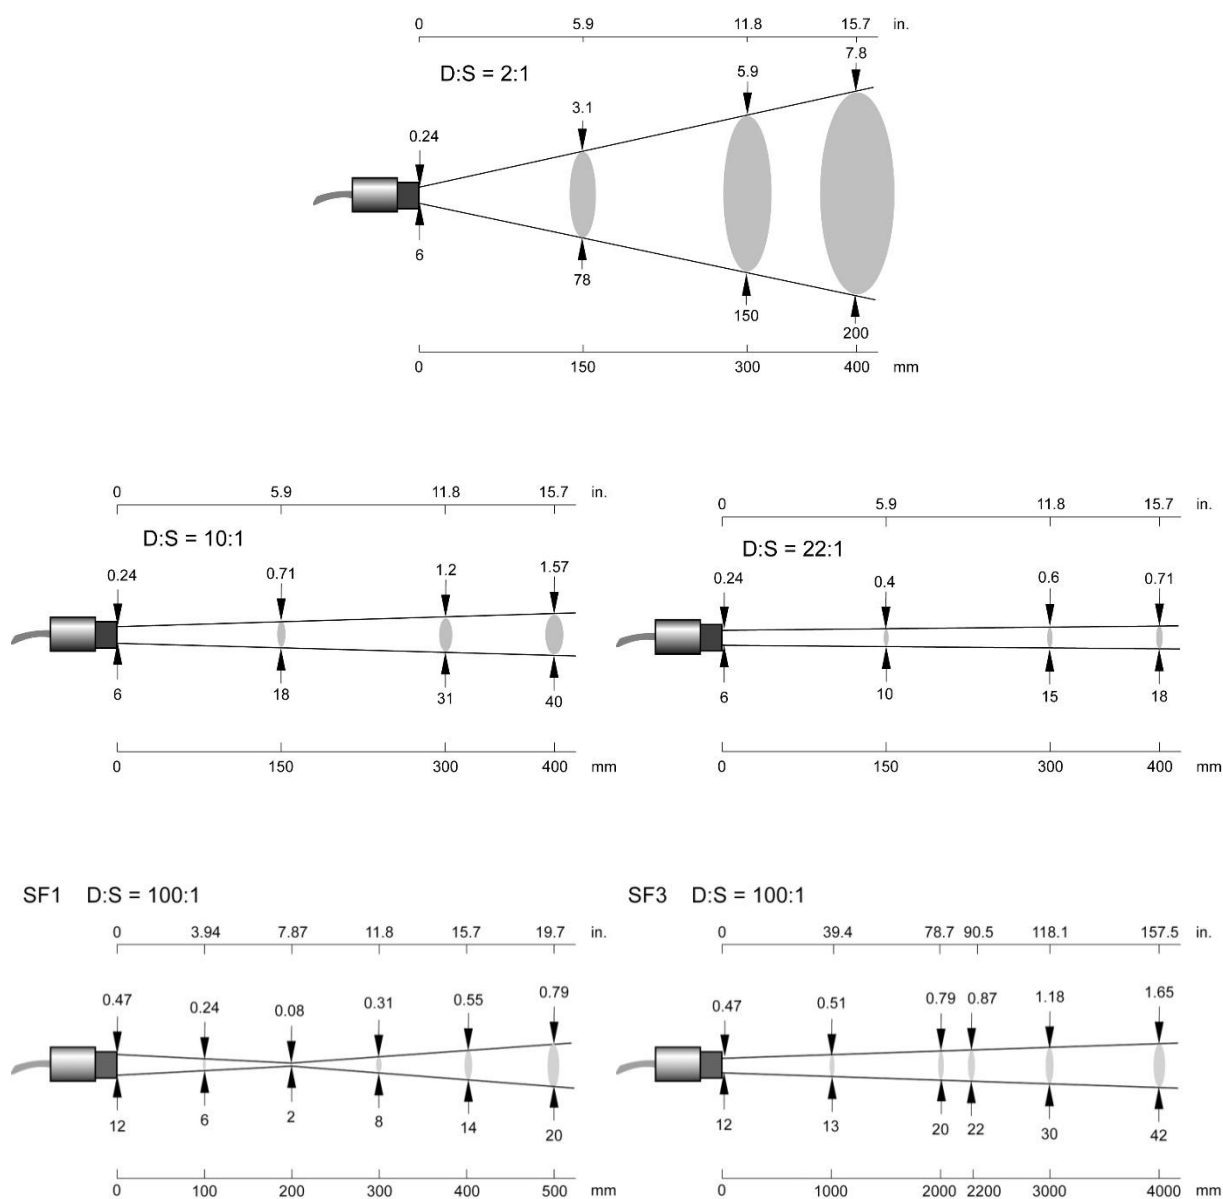 0 5.9 11.8 15.7 in.
7.8
D:S = 2:1
5.9
3.1
0.24
6
78
150
200
0 150 300 400 mm
0 5.9 11.8 15.7 in.
D:S = 10:1
0.24 0.71 1.2 1.57
6 18 31 40
0 150 300 400 mm
0 5.9 11.8 15.7 in.
D:S = 22:1
0.24 0.4 0.6 0.71
6 10 15 18
0 150 300 400 mm
SF1 D:S = 100:1
0 3.94 7.87 11.8 15.7 19.7 in.
0.47 0.24 0.08 0.31 0.55 0.79
12 6 2 8 14 20
0 100 200 300 400 500 mm
SF3 D:S = 100:1
0 39.4 78.7 90.5 118.1 157.5 in.
0.47 0.51 0.79 0.87 1.18 1.65
12 13 20 22 30 42
0 1000 2000 2200 3000 4000 mm